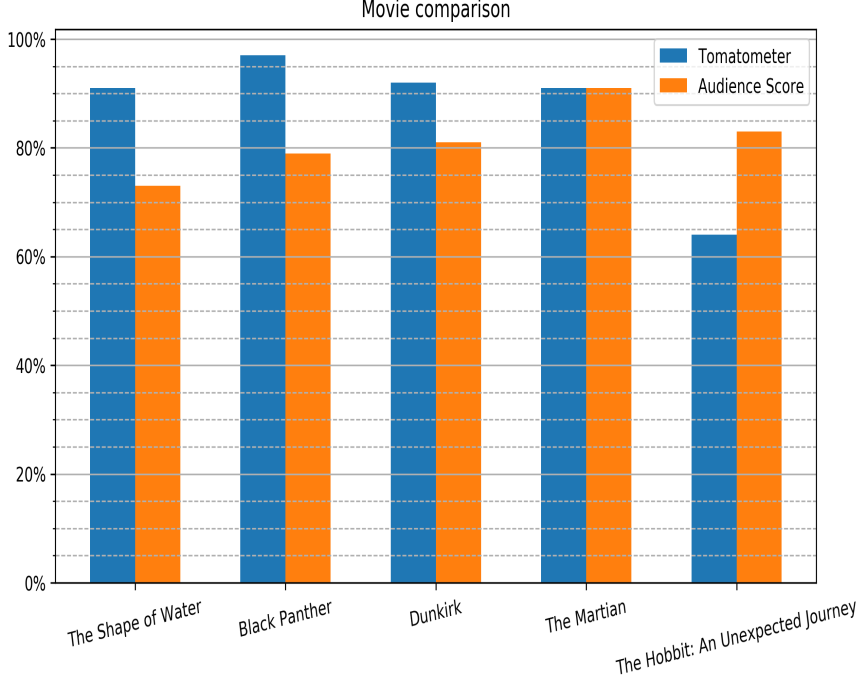 Movie comparison
100%
80%
60%
40%
20%
0%
Tomatometer
Audience Score
The Shape of Water
Black Panther
Dunkirk
The Martian
The Hobbit: An Unexpected Journey